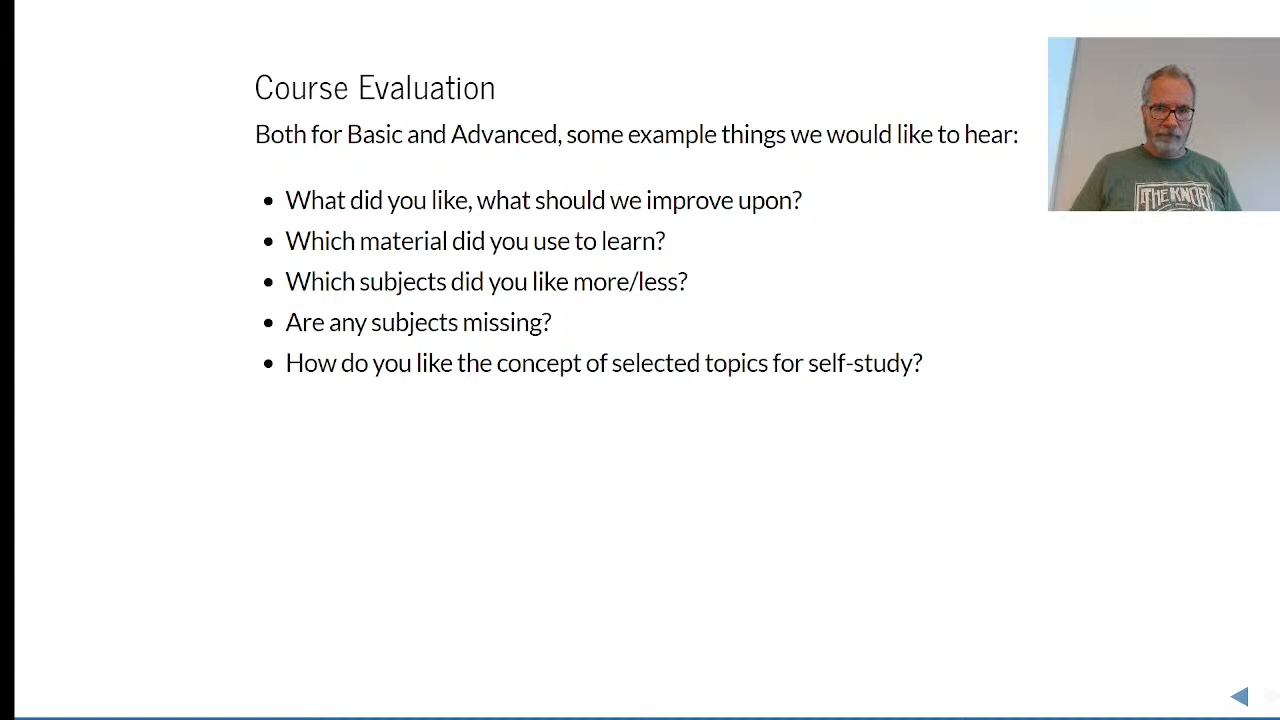 Course Evaluation
Both for Basic and Advanced, some example things we would like to hear:
• What did you like, what should we improve upon?
• Which material did you use to learn?
• Which subjects did you like more/less?
• Are any subjects missing?
• How do you like the concept of selected topics for self-study?
THE KNOB